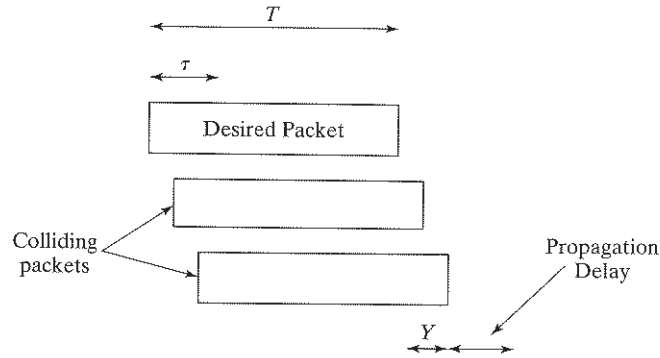 T
τ
Desired Packet
Colliding
packets
Propagation
Delay
Y